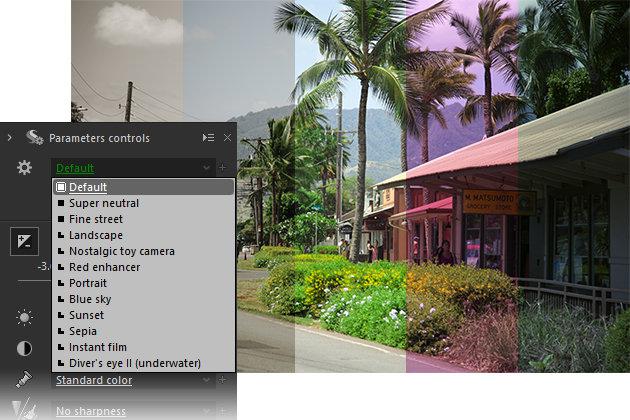 Parameters controls
Default
Default
Super neutral
Fine street
Landscape
Nostalgic toy camera
Red enhancer
Portrait
Blue sky
Sunset
Sepia
Instant film
Diver's eye II (underwater)
Standard color
No sharpness
M. MATSUMOTO
GROCERY STORE